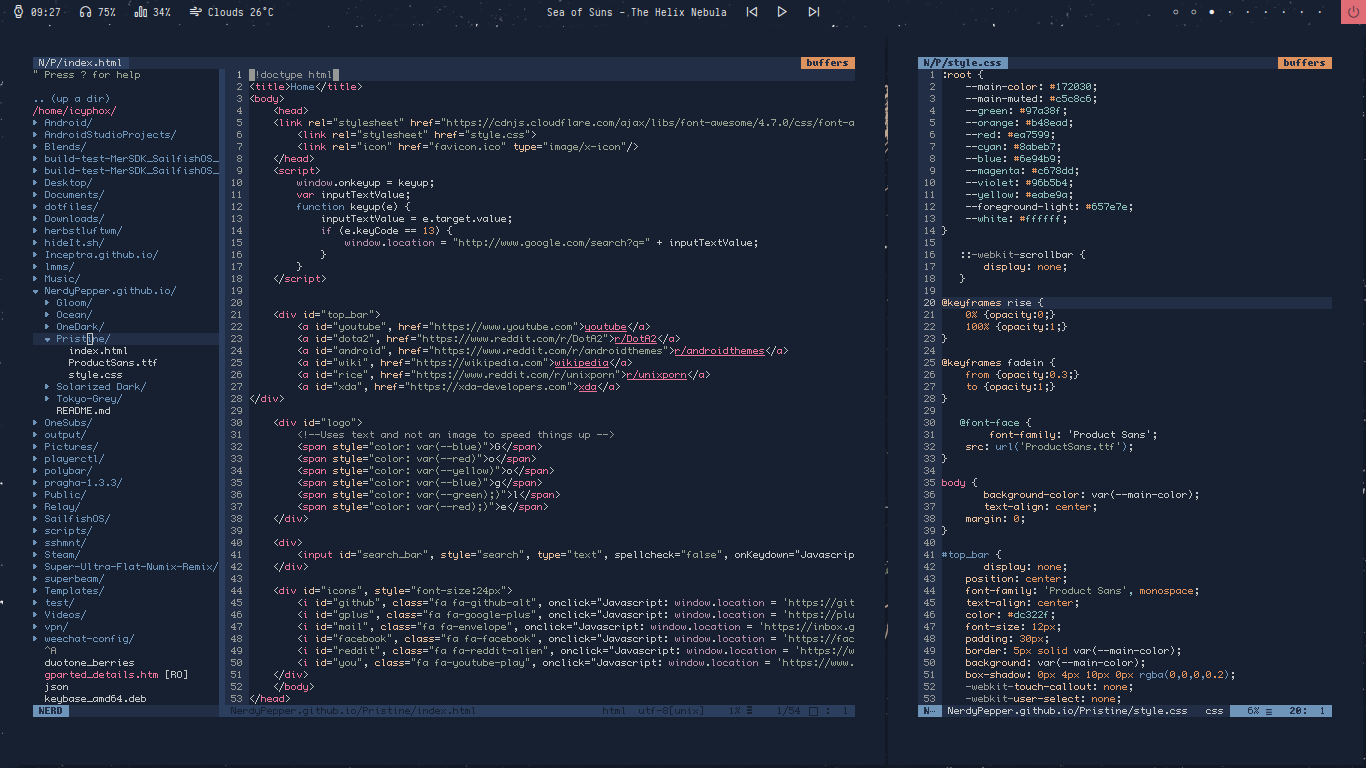 09:27 75% 34% Clouds 26°C
Sea of Suns - The Helix Nebula
N/P/index.html
buffers
" Press ? for help
.. (up a dir)
/home/icyphox/
Android/
AndroidStudioProjects/
Blends/
build-test-MerSDK_SailfishOS_
build-test-MerSDK_SailfishOS_
Desktop/
Documents/
dotfiles/
Downloads/
herbstluftwm/
hideIt.sh/
Inceptra.github.io/
lmms/
Music/
NerdyPepper.github.io/
Gloom/
Ocean/
OneDark/
Pristine/
index.html
ProductSans.ttf
style.css
Solarized Dark/
Tokyo-Grey/
README.md
OneSubs/
output/
Pictures/
playerctl/
polybar/
pragha-1.3.3/
Public/
Relay/
SailfishOS/
scripts/
sshmnt/
Steam/
Super-Ultra-Flat-Numix-Remix/
superbeam/
Templates/
test/
Videos/
vpn/
weechat-config/
^A
duotone_berries
gparted_details.htm [RO]
json
keybase_amd64.deb
NERD
1 <!doctype html>
2 <title>Home</title>
3 <body>
4 <head>
5 <link rel="stylesheet" href="https://cdnjs.cloudflare.com/ajax/libs/font-awesome/4.7.0/css/font-a
6 <link rel="stylesheet" href="style.css">
7 <link rel="icon" href="favicon.ico" type="image/x-icon"/>
8 </head>
9 <script>
10 window.onkeyup = keyup;
11 var inputTextValue;
12 function keyup(e) {
13 inputTextValue = e.target.value;
14 if (e.keyCode == 13) {
15 window.location = "http://www.google.com/search?q=" + inputTextValue;
16 }
17 }
18 </script>
19
20
21 <div id="top_bar">
22 <a id="youtube", href="https://www.youtube.com">youtube</a>
23 <a id="dota2", href="https://www.reddit.com/r/DotA2">r/DotA2</a>
24 <a id="android", href="https://www.reddit.com/r/androidthemes">r/androidthemes</a>
25 <a id="wiki", href="https://wikipedia.com">wikipedia</a>
26 <a id="rice", href="https://www.reddit.com/r/unixporn">r/unixporn</a>
27 <a id="xda", href="https://xda-developers.com">xda</a>
28 </div>
29
30 <div id="logo">
31 <!--Uses text and not an image to speed things up -->
32 <span style="color: var(--blue)">G</span>
33 <span style="color: var(--red)">o</span>
34 <span style="color: var(--yellow)">o</span>
35 <span style="color: var(--blue)">g</span>
36 <span style="color: var(--green);)">l</span>
37 <span style="color: var(--red);)">e</span>
38 </div>
39
40 <div>
41 <input id="search_bar", style="search", type="text", spellcheck="false", onKeydown="Javascrip
42 </div>
43
44 <div id="icons", style="font-size:24px">
45 <i id="github", class="fa fa-github-alt", onclick="Javascript: window.location = 'https://git
46 <i id="gplus", class="fa fa-google-plus", onclick="Javascript: window.location = 'https://plu
47 <i id="mail", class="fa fa-envelope", onclick="Javascript: window.location = 'https://inbox.g
48 <i id="facebook", class="fa fa-facebook", onclick="Javascript: window.location = 'https://fac
49 <i id="reddit", class="fa fa-reddit-alien", onclick="Javascript: window.location = 'https://w
50 <i id="you", class="fa fa-youtube-play", onclick="Javascript: window.location = 'https://www.
51 </div>
52 </body>
53 </head>
NerdyPepper.github.io/Pristine/index.html html utf-8[unix] 1% ≡ 1/54 : 1
N/P/style.css
buffers
1 :root {
2 --main-color: #172030;
3 --main-muted: #c5c8c6;
4 --green: #97a38f;
5 --orange: #b48ead;
6 --red: #ea7599;
7 --cyan: #8abeb7;
8 --blue: #6e94b9;
9 --magenta: #c678dd;
10 --violet: #96b5b4;
11 --yellow: #eabe9a;
12 --foreground-light: #657e7e;
13 --white: #ffffff;
14 }
15
16 ::-webkit-scrollbar {
17 display: none;
18 }
19
20 @keyframes rise {
21 0% {opacity:0;}
22 100% {opacity:1;}
23 }
24
25 @keyframes fadein {
26 from {opacity:0.3;}
27 to {opacity:1;}
28 }
29
30 @font-face {
31 font-family: 'Product Sans';
32 src: url('ProductSans.ttf');
33 }
34
35 body {
36 background-color: var(--main-color);
37 text-align: center;
38 margin: 0;
39 }
40
41 #top_bar {
42 display: none;
43 position: center;
44 font-family: 'Product Sans', monospace;
45 text-align: center;
46 color: #dc322f;
47 font-size: 12px;
48 padding: 30px;
49 border: 5px solid var(--main-color);
50 background: var(--main-color);
51 box-shadow: 0px 4px 10px 0px rgba(0,0,0,0.2);
52 -webkit-touch-callout: none;
53 -webkit-user-select: none;
N… NerdyPepper.github.io/Pristine/style.css css 6% ≡ 20: 1